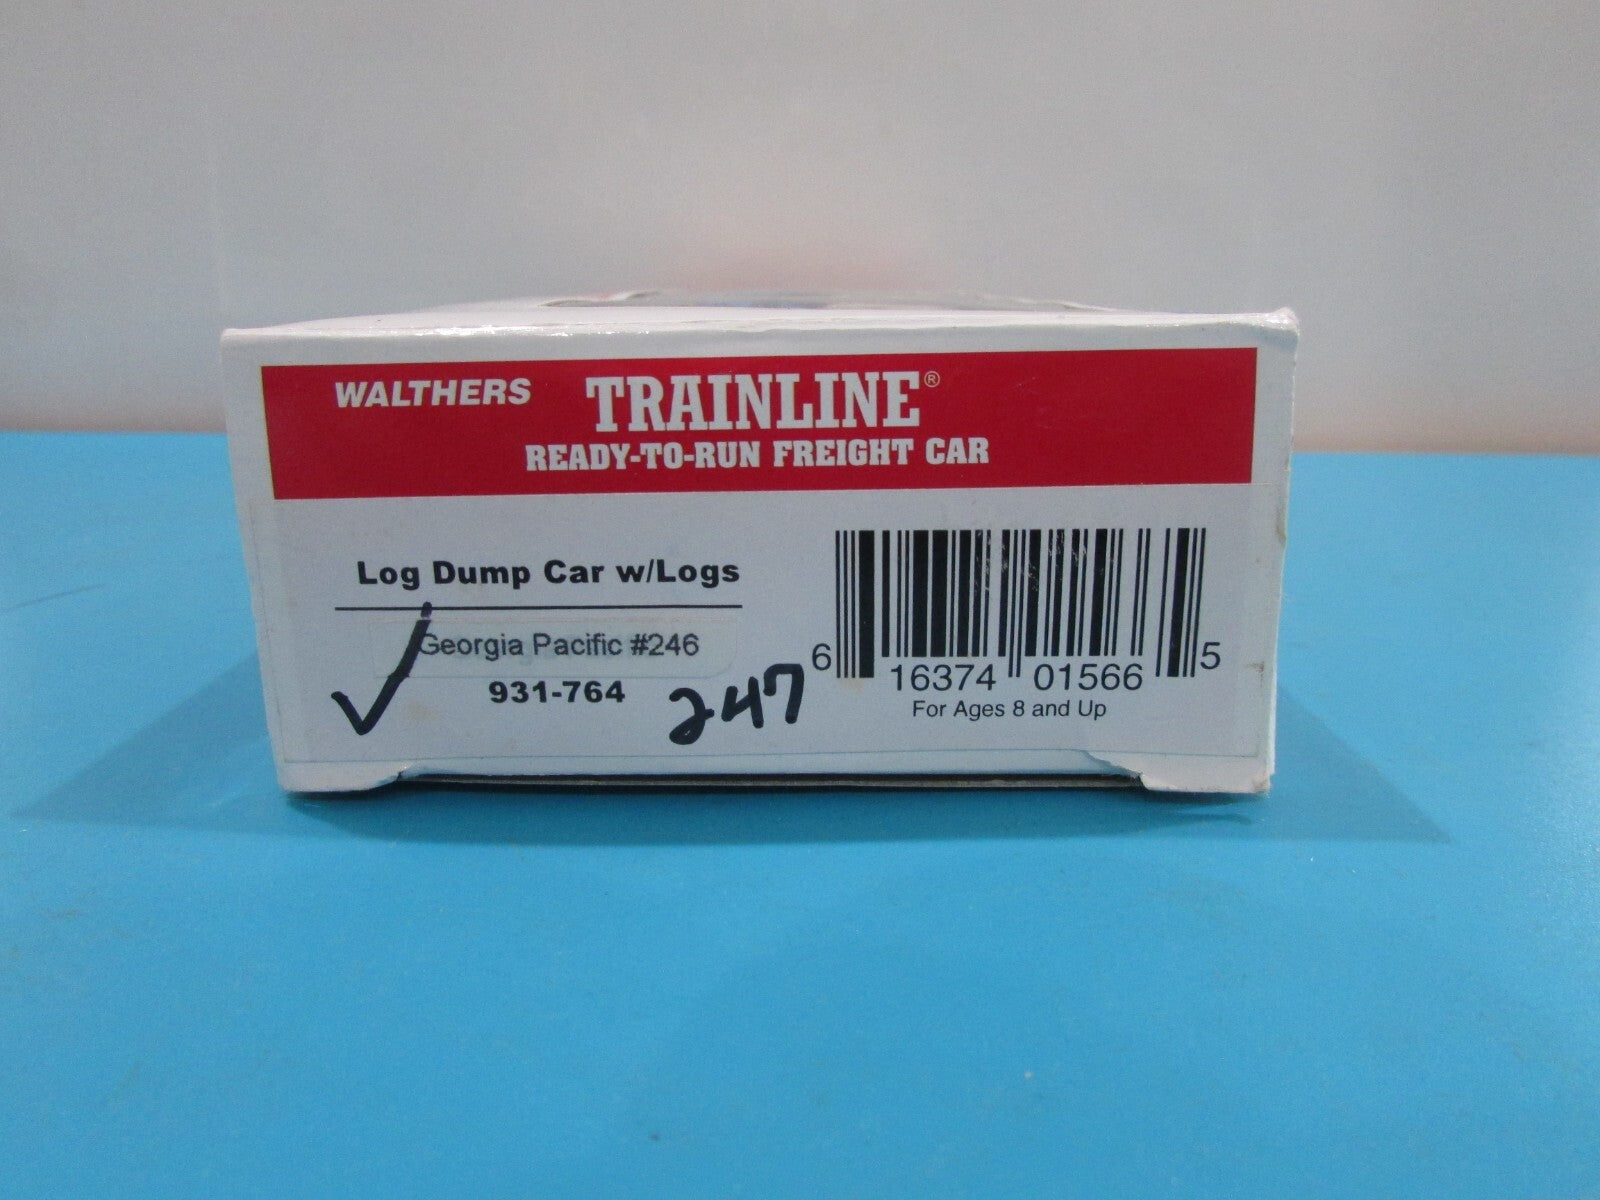 WALTHERS TRAINLINE®
READY-TO-RUN FREIGHT CAR
Log Dump Car w/Logs
Georgia Pacific #246
931-764
247
6 16374 01566 5
For Ages 8 and Up